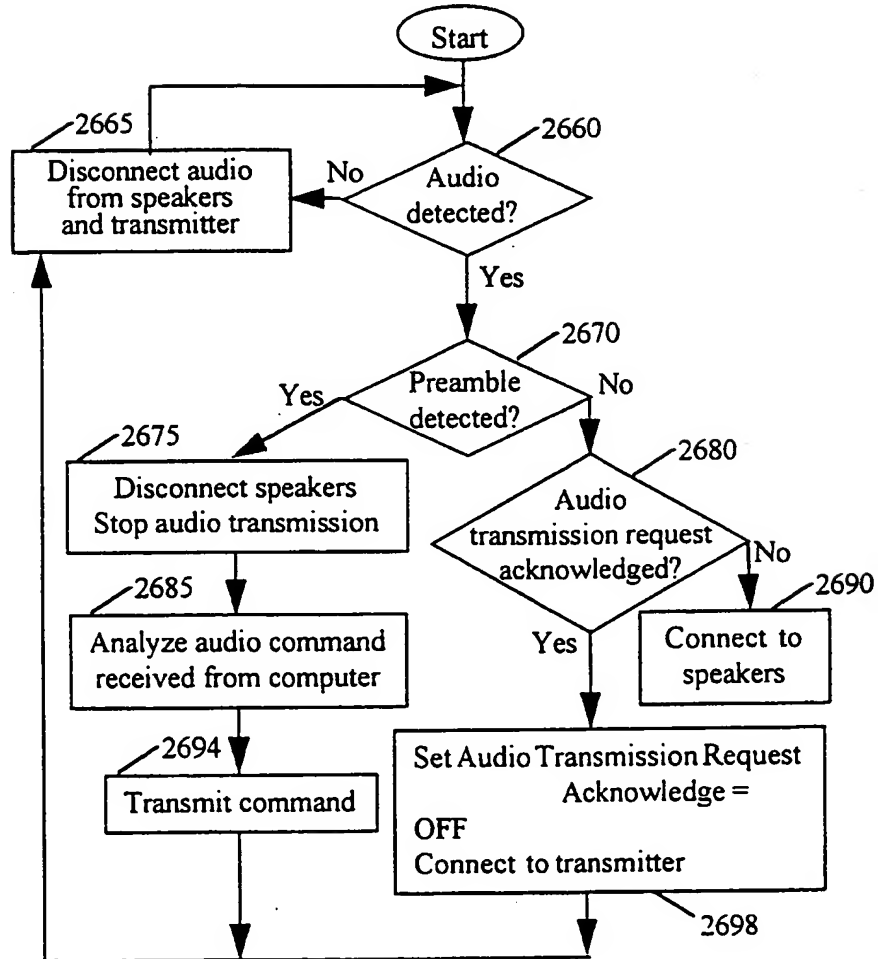 Start
2665
2660
Disconnect audio
from speakers
and transmitter
No
Audio
detected?
Yes
2670
Yes
Preamble
detected?
No
2675
2680
Disconnect speakers
Stop audio transmission
Audio
transmission request
acknowledged?
No
2685
2690
Analyze audio command
received from computer
Yes
Connect to
speakers
2694
Set Audio Transmission Request
Acknowledge =
OFF
Connect to transmitter
Transmit command
2698